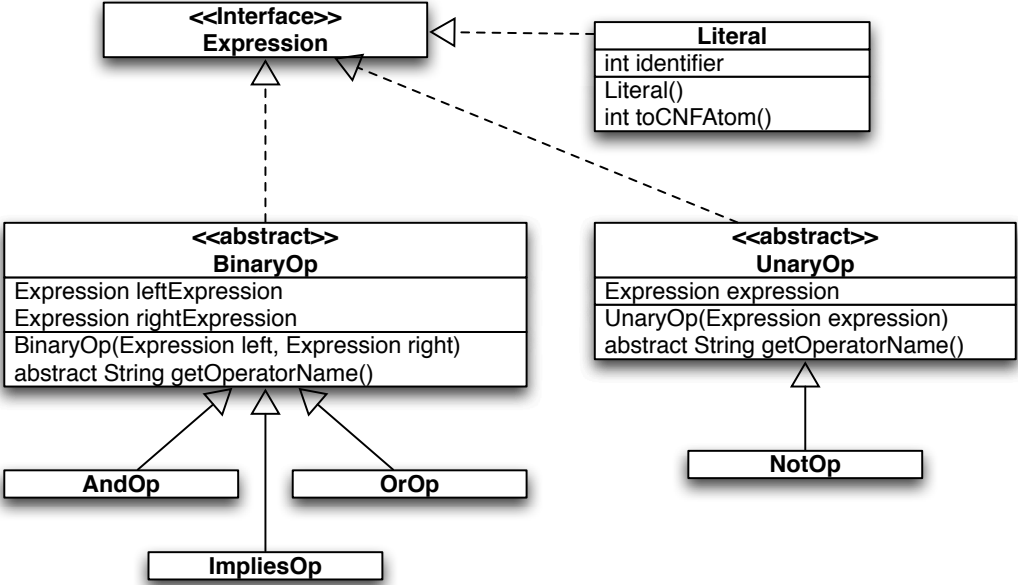 <<Interface>>
Expression
Literal
int identifier
Literal()
int toCNFAtom()
<<abstract>>
BinaryOp
Expression leftExpression
Expression rightExpression
BinaryOp(Expression left, Expression right)
abstract String getOperatorName()
<<abstract>>
UnaryOp
Expression expression
UnaryOp(Expression expression)
abstract String getOperatorName()
AndOp
OrOp
NotOp
ImpliesOp